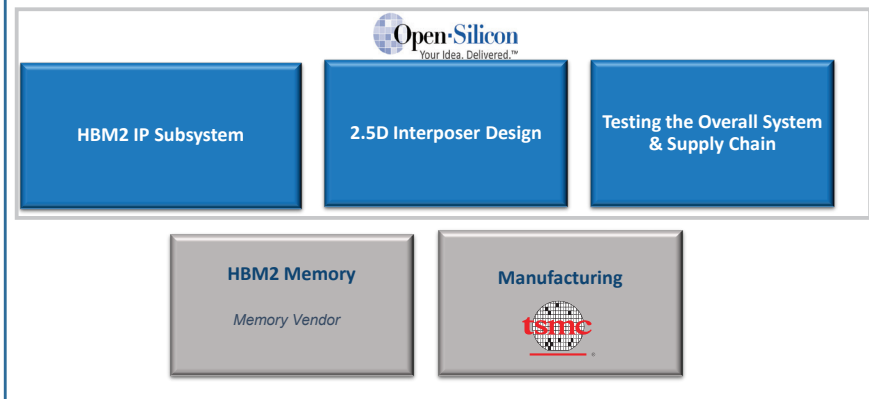 Open-Silicon
Your Idea. Delivered.™
HBM2 IP Subsystem
2.5D Interposer Design
Testing the Overall System
& Supply Chain
HBM2 Memory
Memory Vendor
Manufacturing
tsmc
®